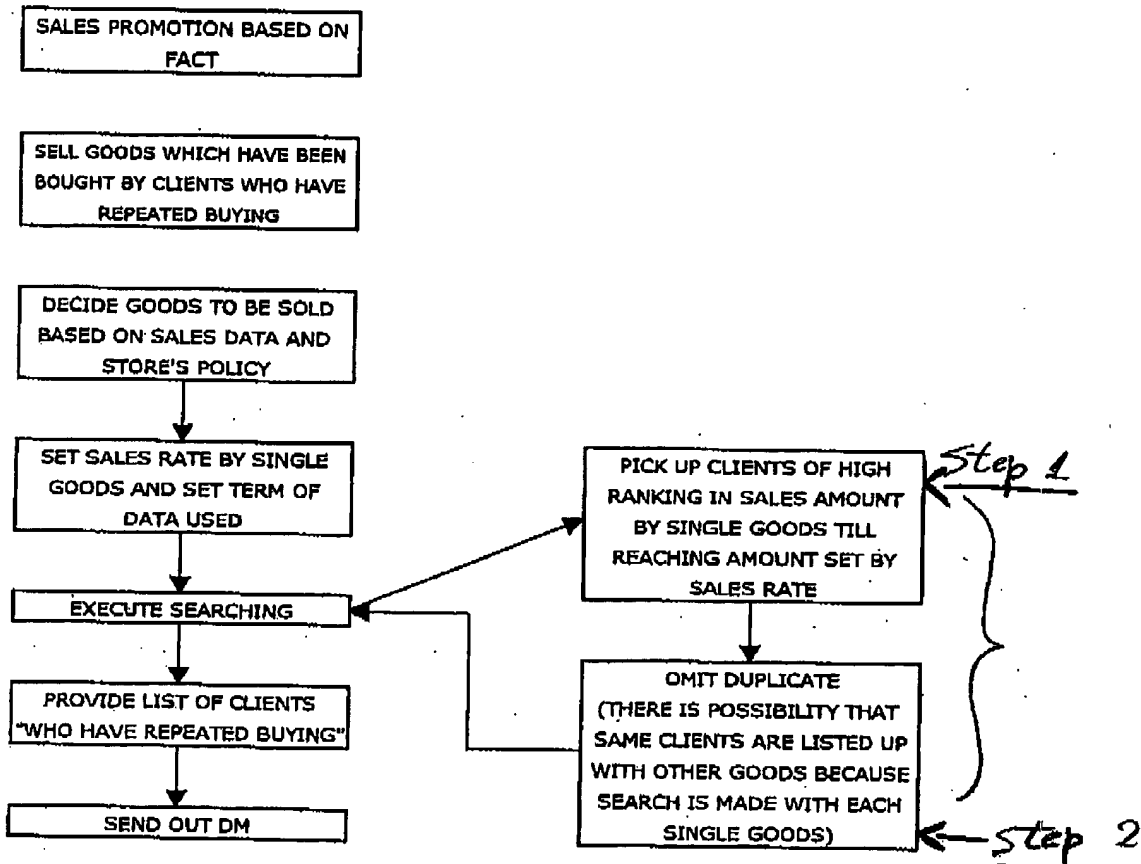 SALES PROMOTION BASED ON
FACT
SELL GOODS WHICH HAVE BEEN
BOUGHT BY CLIENTS WHO HAVE
REPEATED BUYING
DECIDE GOODS TO BE SOLD
BASED ON SALES DATA AND
STORE'S POLICY
SET SALES RATE BY SINGLE
GOODS AND SET TERM OF
DATA USED
EXECUTE SEARCHING
PROVIDE LIST OF CLIENTS
"WHO HAVE REPEATED BUYING"
SEND OUT DM
PICK UP CLIENTS OF HIGH
RANKING IN SALES AMOUNT
BY SINGLE GOODS TILL
REACHING AMOUNT SET BY
SALES RATE
Step 1
OMIT DUPLICATE
(THERE IS POSSIBILITY THAT
SAME CLIENTS ARE LISTED UP
WITH OTHER GOODS BECAUSE
SEARCH IS MADE WITH EACH
SINGLE GOODS)
Step 2